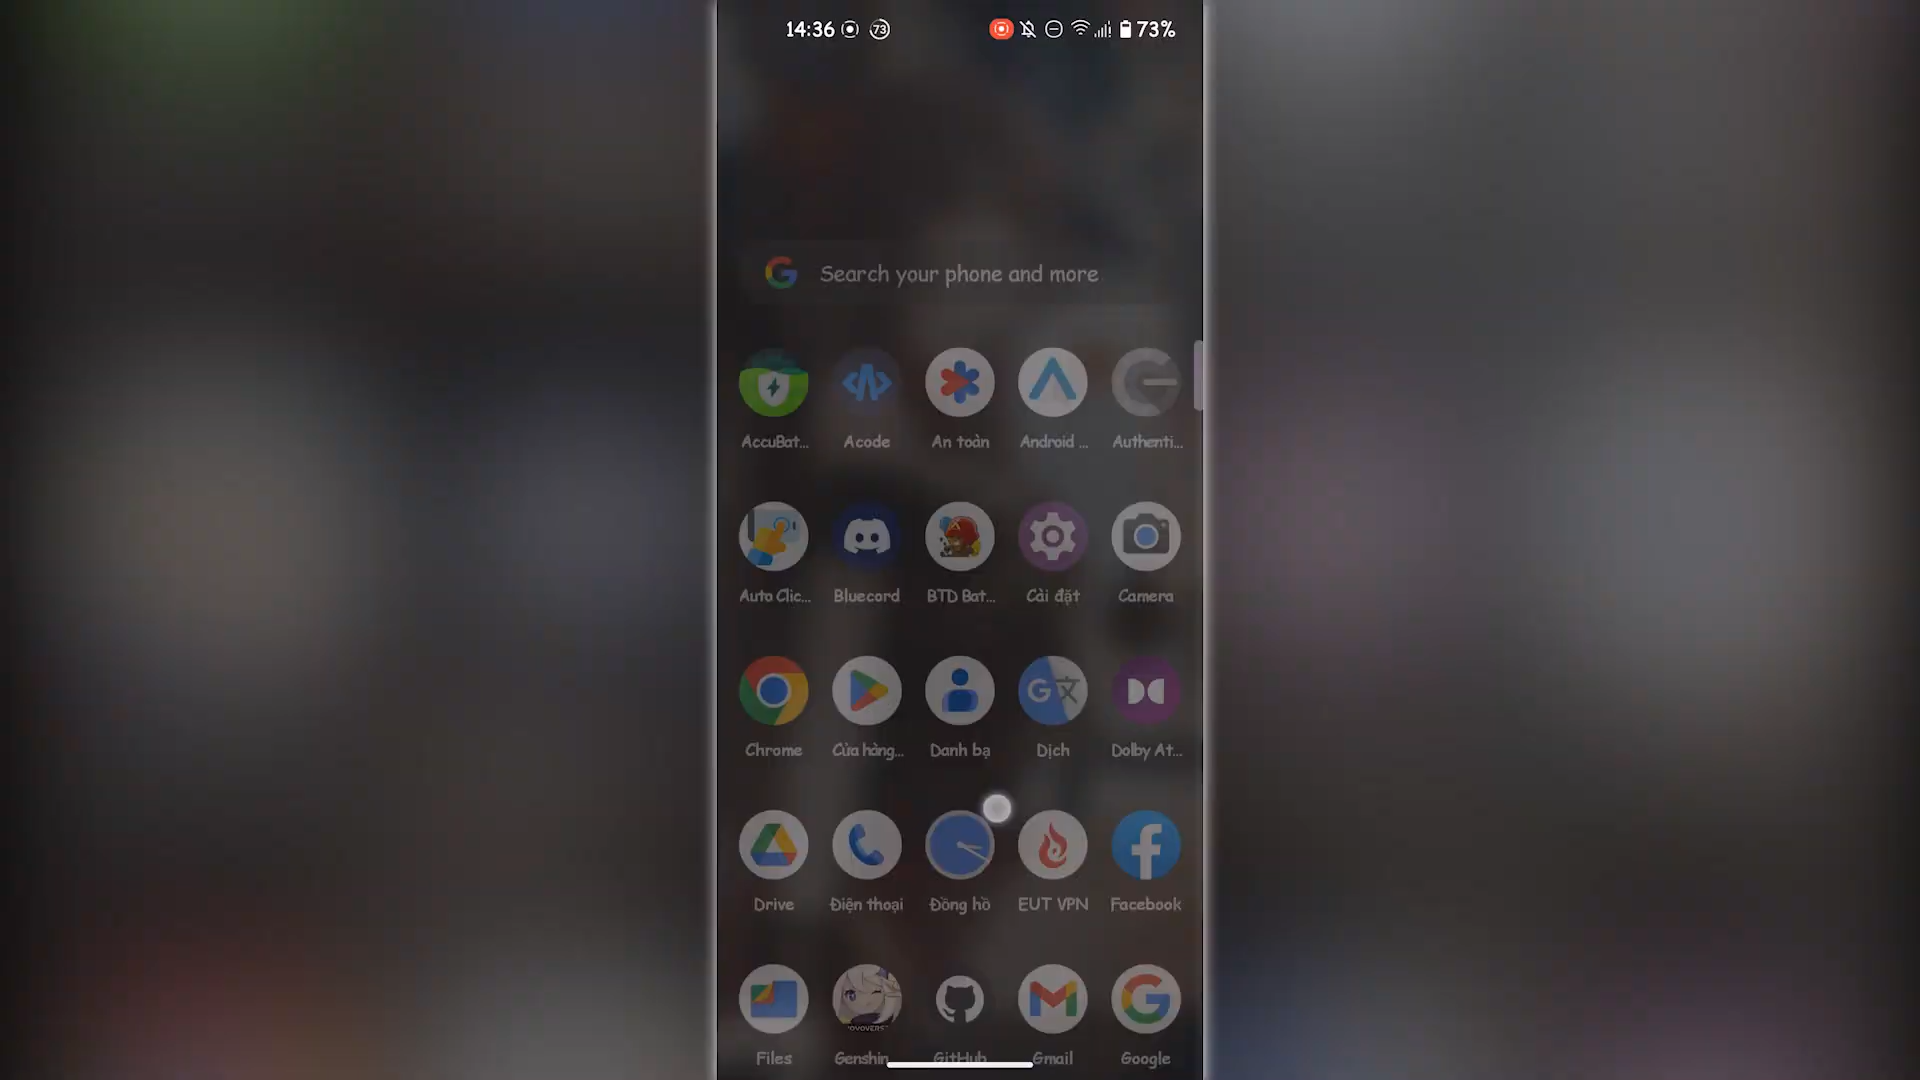 14:36 73 73%
Search your phone and more
AccuBat... Acode An toàn Android ... Authenti...
Auto Clic... Bluecord BTD Bat... Cài đặt Camera
Chrome Cửa hàng... Danh bạ Dịch Dolby At...
Drive Điện thoại Đồng hồ EUT VPN Facebook
Files Genshin GitHub Gmail Google